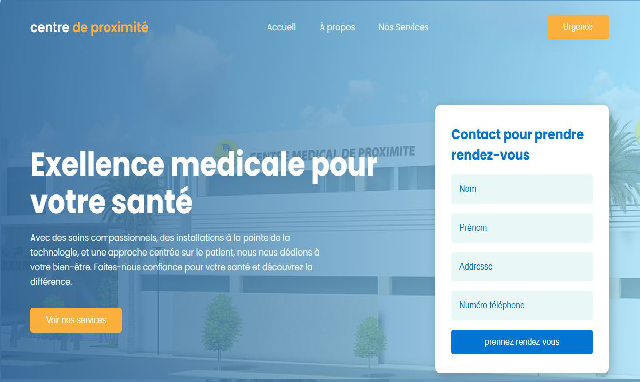 centre de proximité
Accueil
À propos
Nos Services
Urgence
CENTRE MEDICAL DE PROXIMITE
Exellence medicale pour
votre santé
Avec des soins compassionnels, des installations à la pointe de la
technologie, et une approche centrée sur le patient, nous nous dédions à
votre bien-être. Faites-nous confiance pour votre santé et découvrez la
différence.
Voir nos services
Contact pour prendre
rendez-vous
Nom
Prénom
Addresse
Numéro téléphone
prennez rendez vous